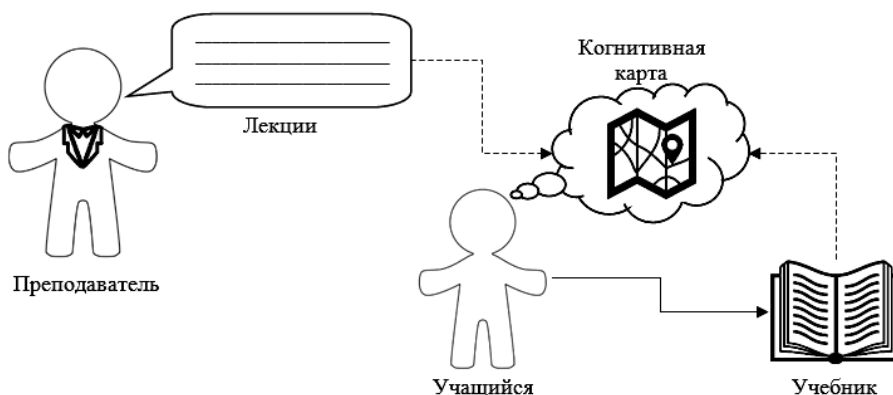 Когнитивная
карта
Лекции
Преподаватель
Учащийся
Учебник